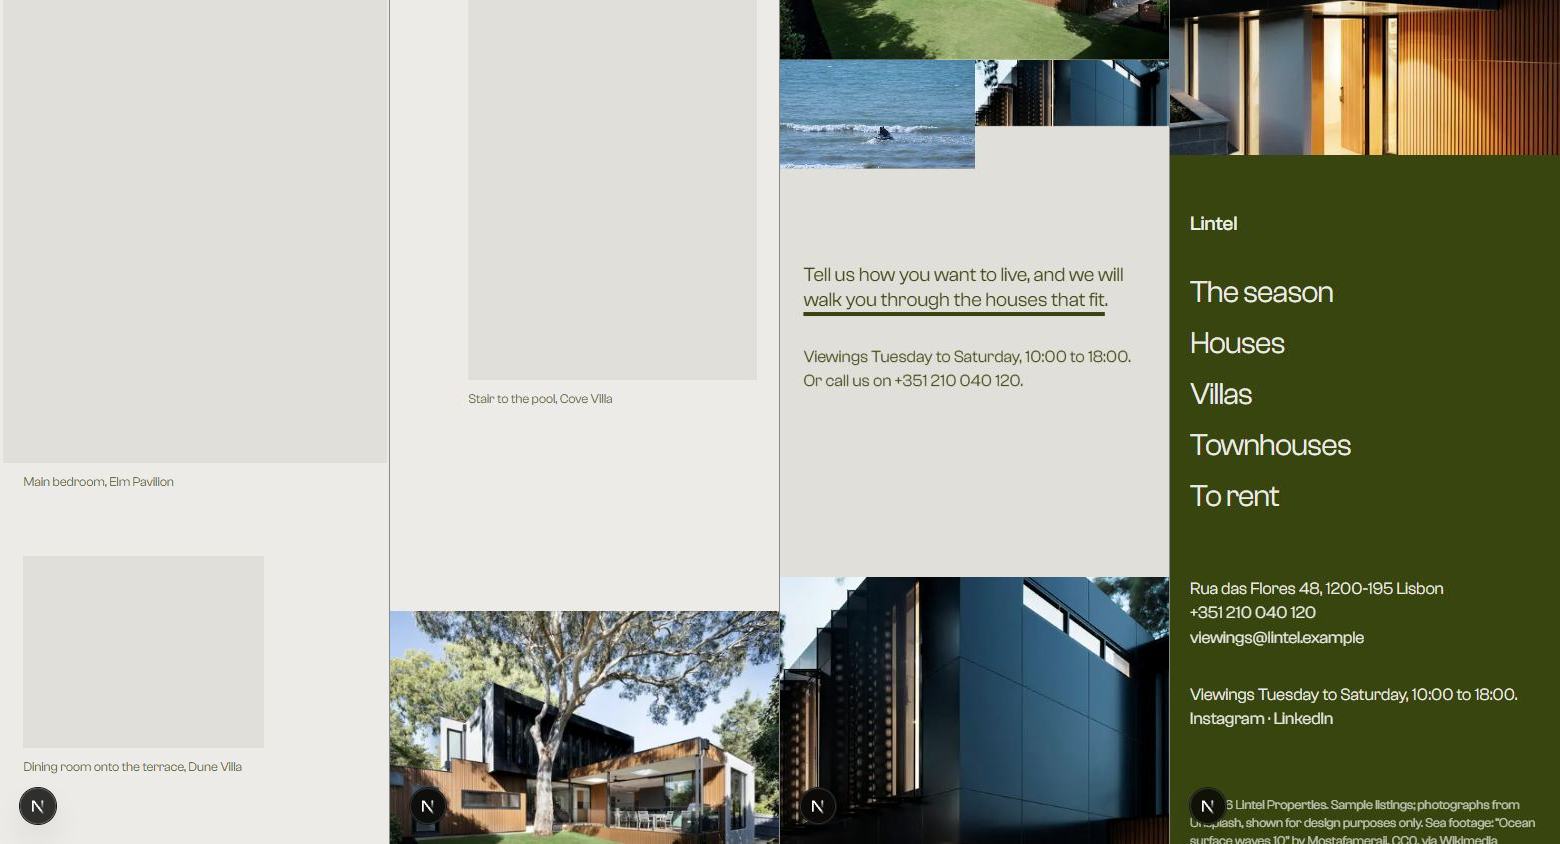 Main bedroom, Elm Pavilion
Dining room onto the terrace, Dune Villa
N
Stair to the pool, Cove Villa
N
Tell us how you want to live, and we will
walk you through the houses that fit.
Viewings Tuesday to Saturday, 10:00 to 18:00.
Or call us on +351 210 040 120.
N
Lintel
The season
Houses
Villas
Townhouses
To rent
Rua das Flores 48, 1200-195 Lisbon
+351 210 040 120
viewings@lintel.example
Viewings Tuesday to Saturday, 10:00 to 18:00.
Instagram · LinkedIn
N
6 Lintel Properties. Sample listings; photographs from
Unsplash, shown for design purposes only. Sea footage: "Ocean
surface waves 10" by Mostafameraji, CC0, via Wikimedia